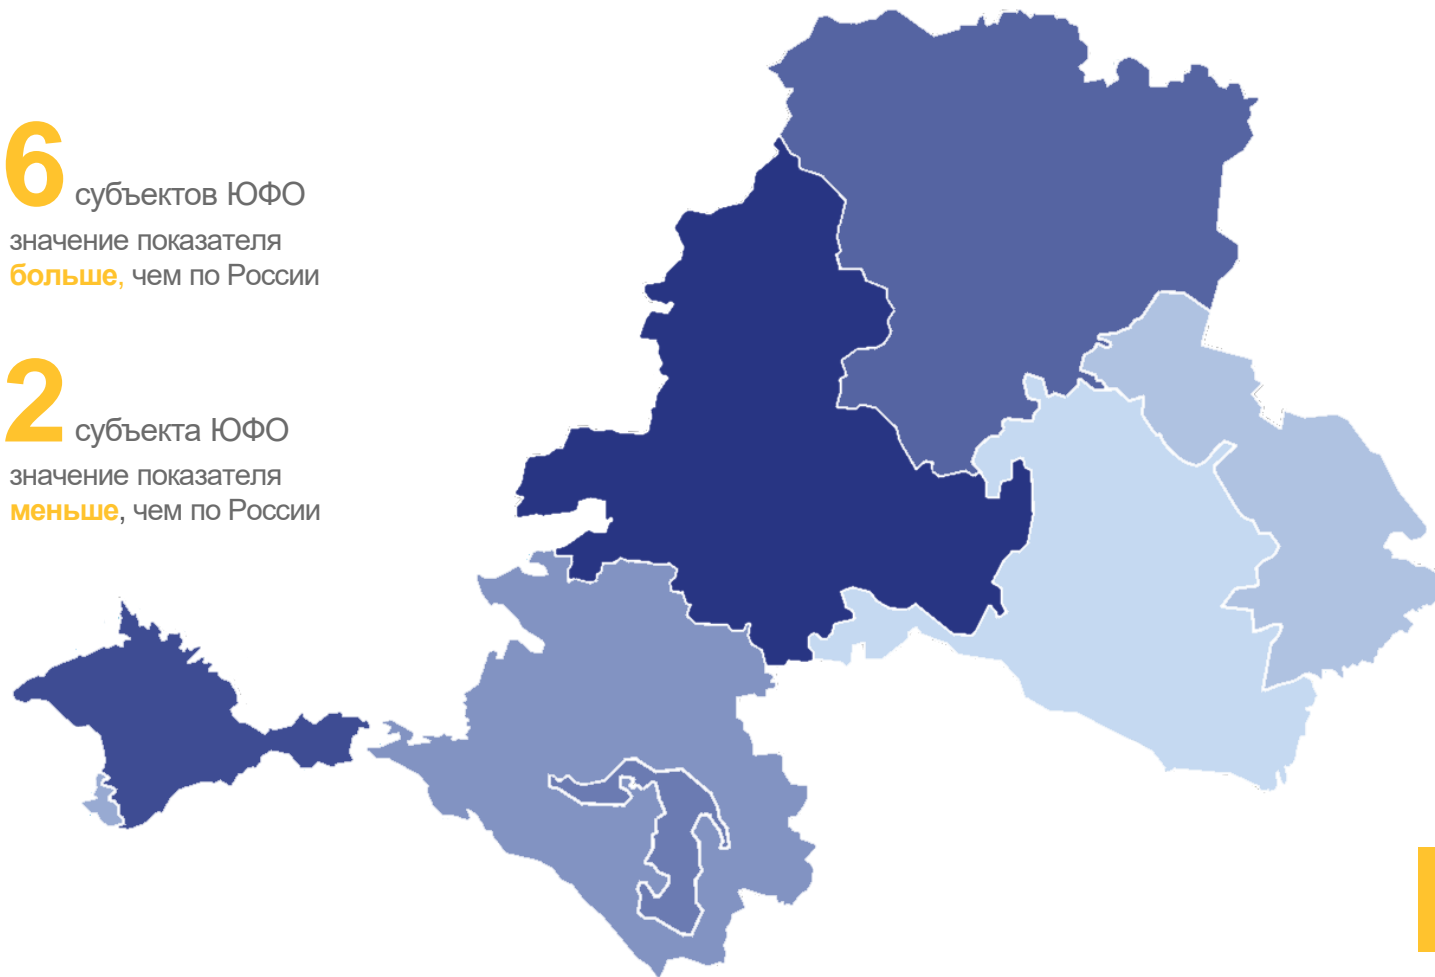 6 субъектов ЮФО
значение показателя
больше, чем по России
2 субъекта ЮФО
значение показателя
меньше, чем по России